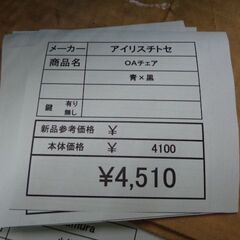 メーカー アイリスチトセ
商品名 OAチェア
青×黒
鍵 有り 無し
新品参考価格 ¥
本体価格 ¥ 4100
¥4,510